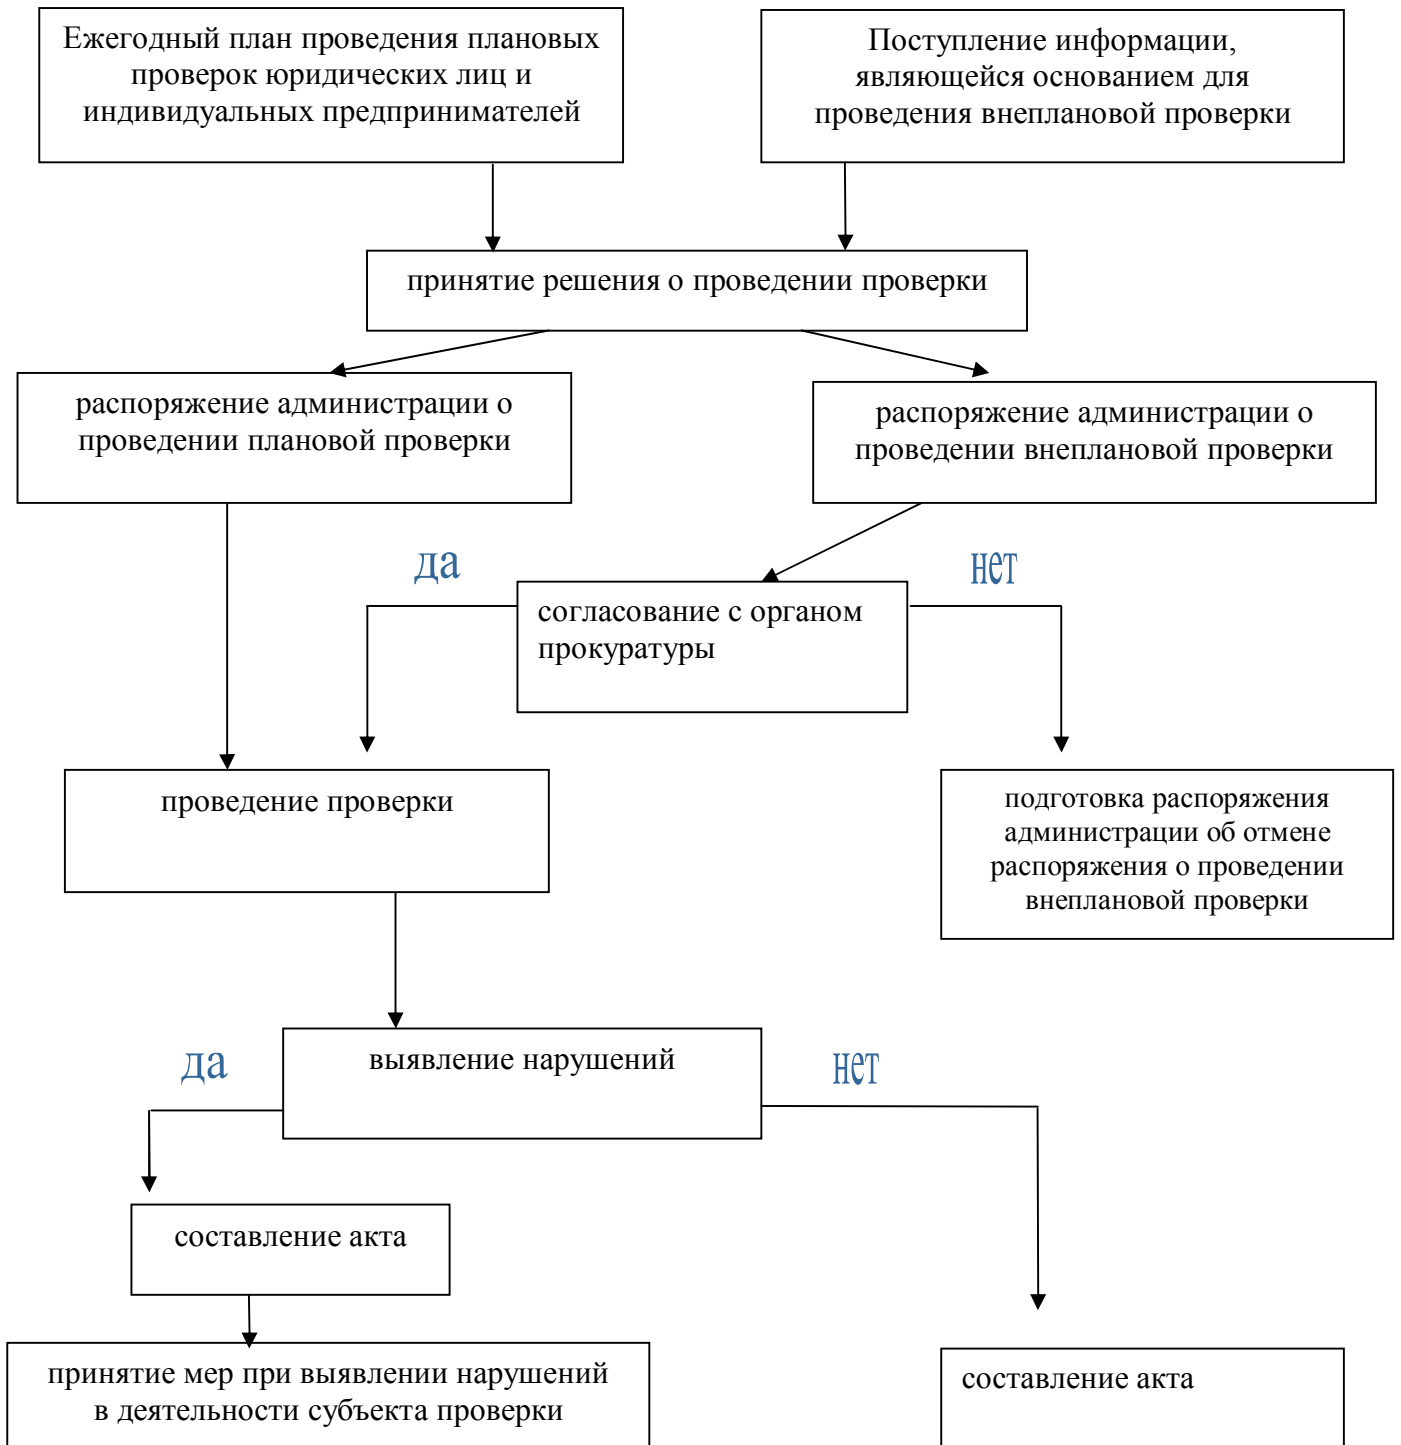 Ежегодный план проведения плановых
проверок юридических лиц и
индивидуальных предпринимателей
Поступление информации,
являющейся основанием для
проведения внеплановой проверки
принятие решения о проведении проверки
распоряжение администрации о
проведении плановой проверки
распоряжение администрации о
проведении внеплановой проверки
да
нет
согласование с органом
прокуратуры
проведение проверки
подготовка распоряжения
администрации об отмене
распоряжения о проведении
внеплановой проверки
выявление нарушений
да
нет
составление акта
принятие мер при выявлении нарушений
в деятельности субъекта проверки
составление акта